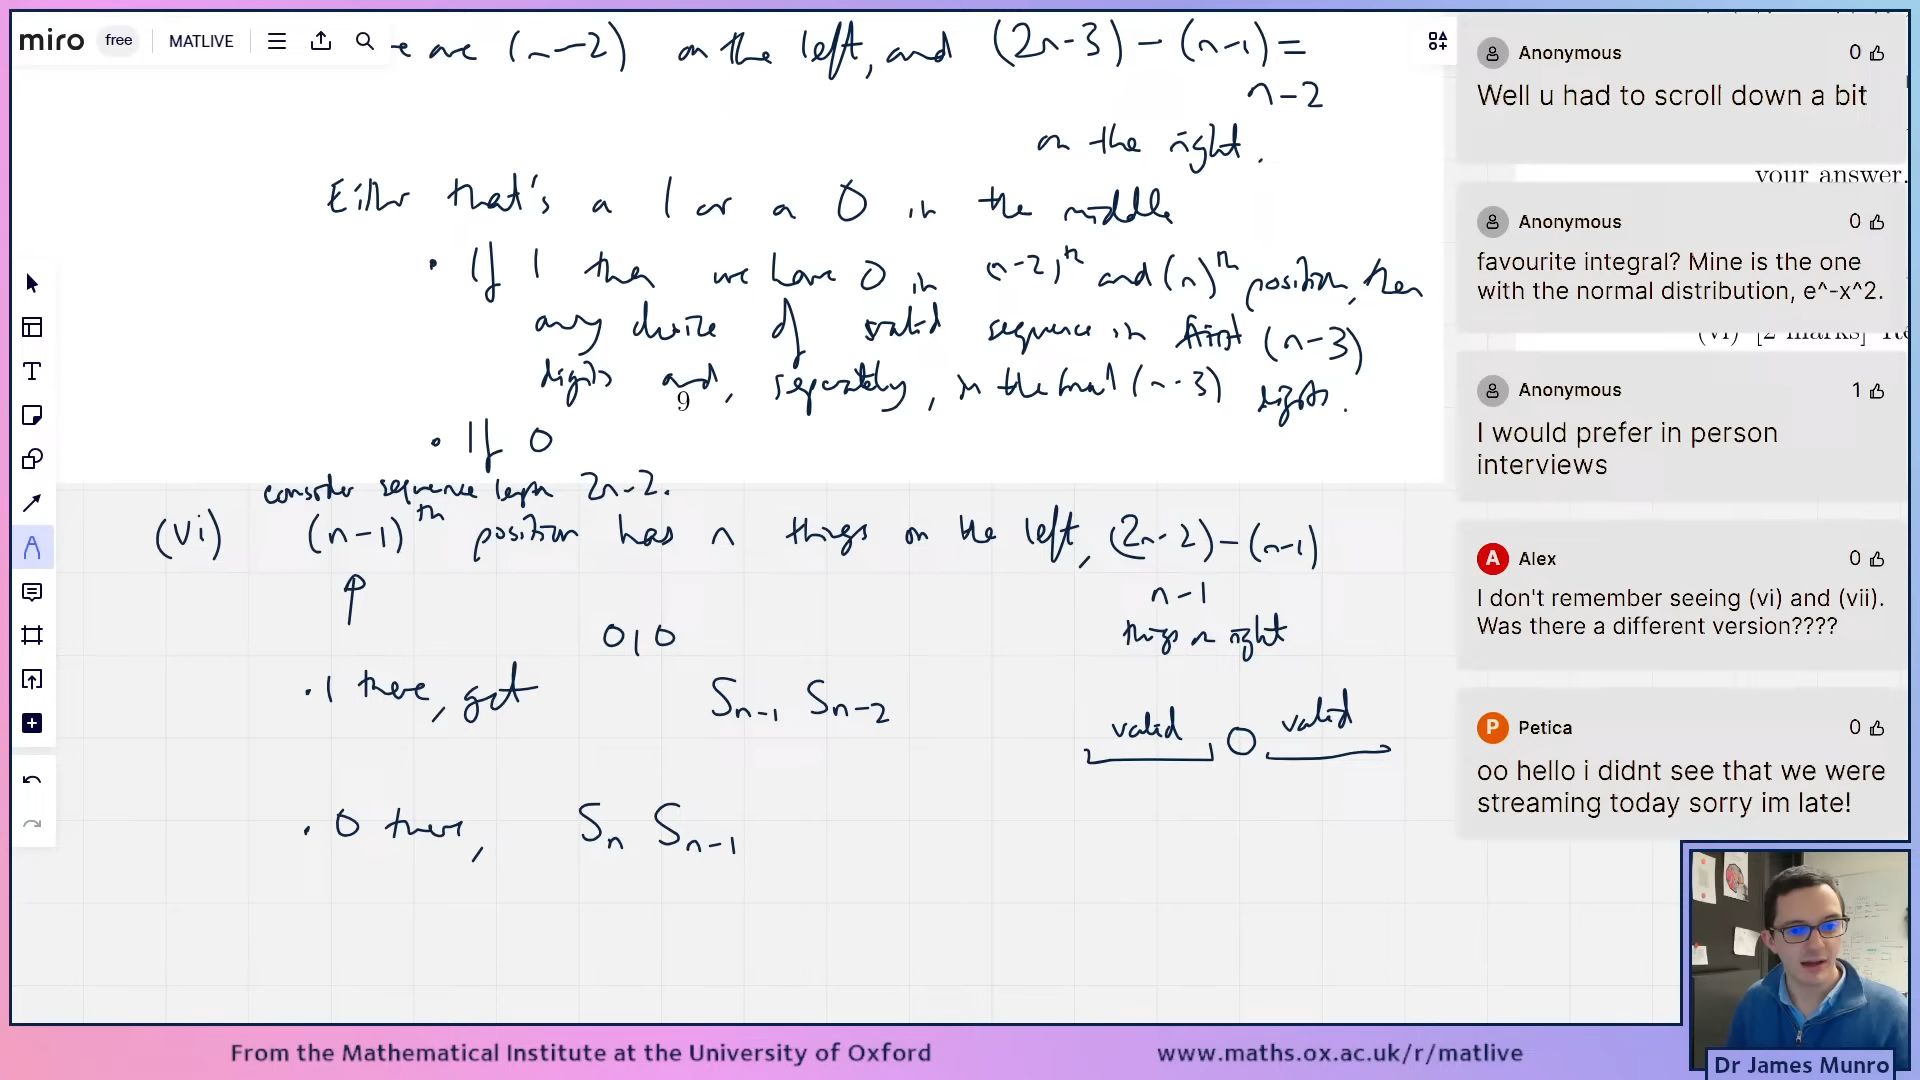 miro free MATLIVE
e are (n-2) on the left, and (2n-3) - (n-1) =
n-2
on the right.
Either that's a 1 or a 0 in the middle
• If 1 then we have 0 in (n-2)th and (n)th position, then
any choice of valid sequence in first (n-3)
digits and, separately, in the final (n-3) digits.
9
• If 0
consider sequence length 2n-2.
(vi) (n-1)th position has n things on the left, (2n-2) - (n-1)
n-1
things on right
010
• 1 there, get S_{n-1} S_{n-2}
valid 0 valid
• 0 there, S_n S_{n-1}
Anonymous 0
Well u had to scroll down a bit
your answer.
Anonymous 0
favourite integral? Mine is the one
with the normal distribution, e^-x^2.
Anonymous 1
I would prefer in person
interviews
A Alex 0
I don't remember seeing (vi) and (vii).
Was there a different version????
P Petica 0
oo hello i didnt see that we were
streaming today sorry im late!
From the Mathematical Institute at the University of Oxford
www.maths.ox.ac.uk/r/matlive
Dr James Munro